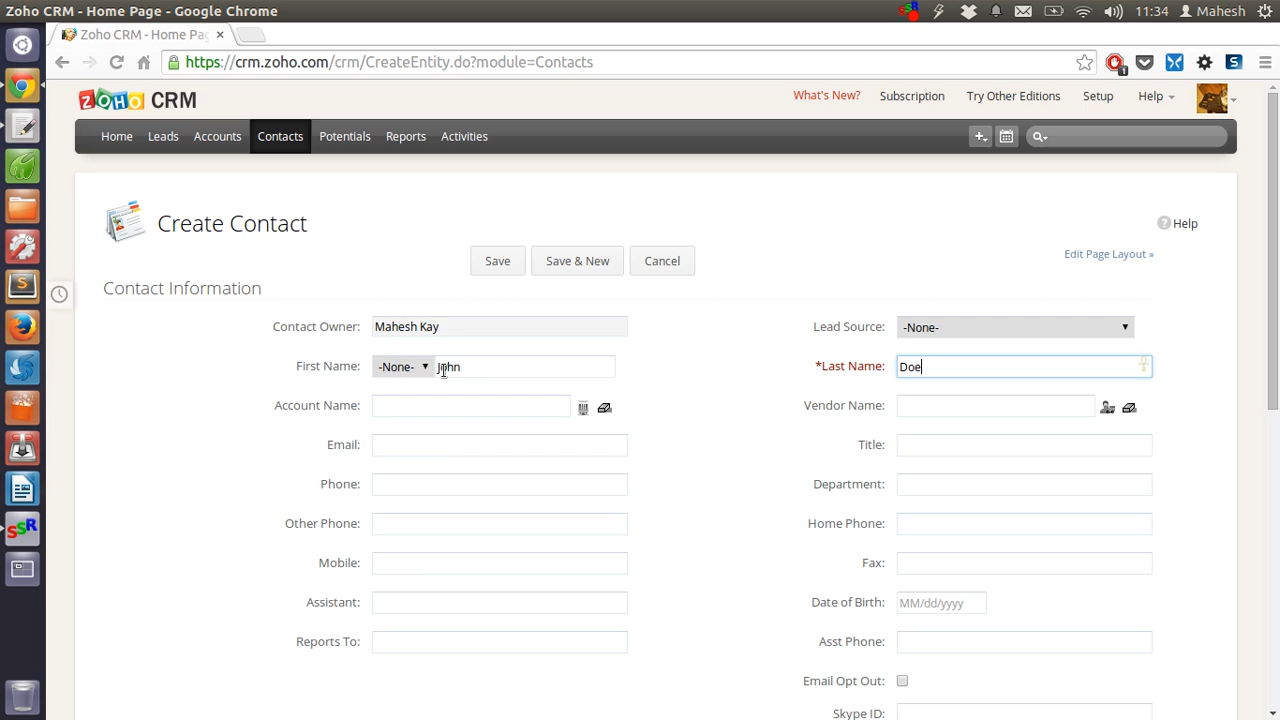 Zoho CRM - Home Page - Google Chrome 11:34 Mahesh
Zoho CRM - Home Pag ×
https://crm.zoho.com/crm/CreateEntity.do?module=Contacts 1
ZOHO CRM What's New? Subscription Try Other Editions Setup Help
Home Leads Accounts Contacts Potentials Reports Activities
Create Contact ? Help
Save Save & New Cancel Edit Page Layout »
Contact Information
Contact Owner: Mahesh Kay Lead Source: -None-
First Name: -None- John *Last Name: Doe
Account Name: Vendor Name:
Email: Title:
Phone: Department:
Other Phone: Home Phone:
Mobile: Fax:
Assistant: Date of Birth: MM/dd/yyyy
Reports To: Asst Phone:
Email Opt Out:
Skype ID:
SSR